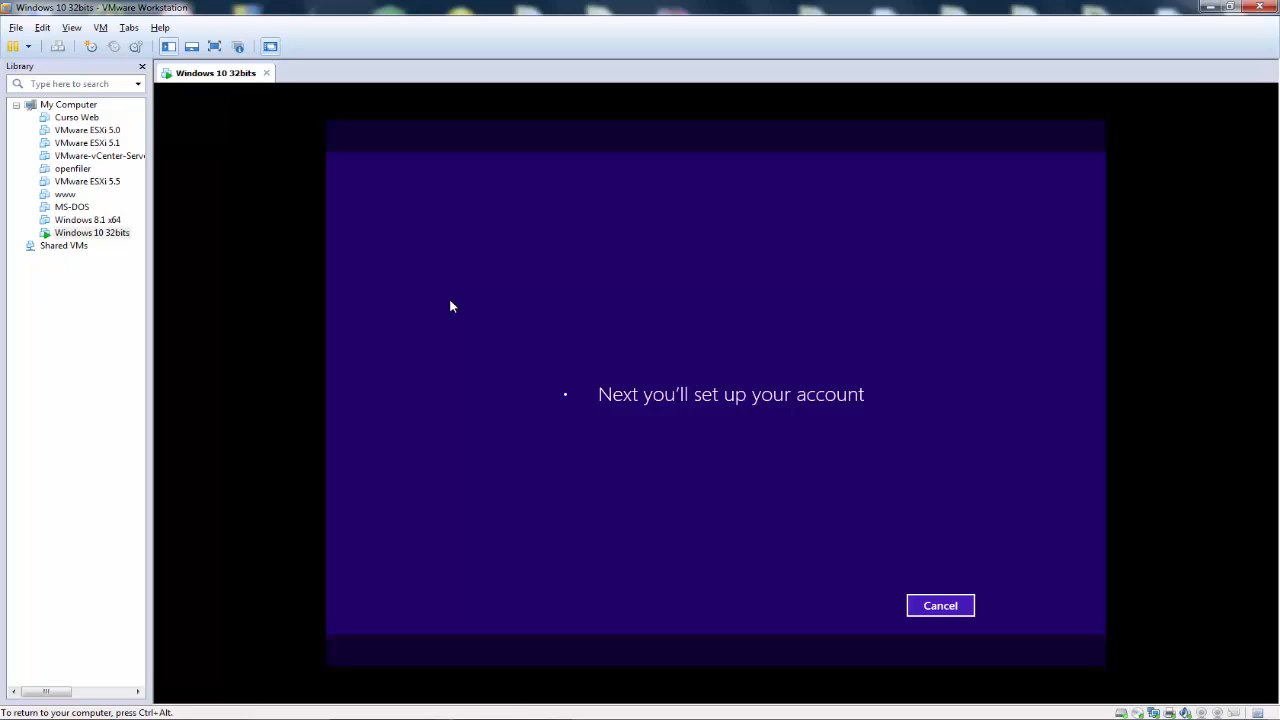 Windows 10 32bits - VMware Workstation
File Edit View VM Tabs Help
Library
Type here to search
Windows 10 32bits
My Computer
Curso Web
VMware ESXi 5.0
VMware ESXi 5.1
VMware-vCenter-Serve
openfiler
VMware ESXi 5.5
www
MS-DOS
Windows 8.1 x64
Windows 10 32bits
Shared VMs
Next you'll set up your account
Cancel
To return to your computer, press Ctrl+Alt.